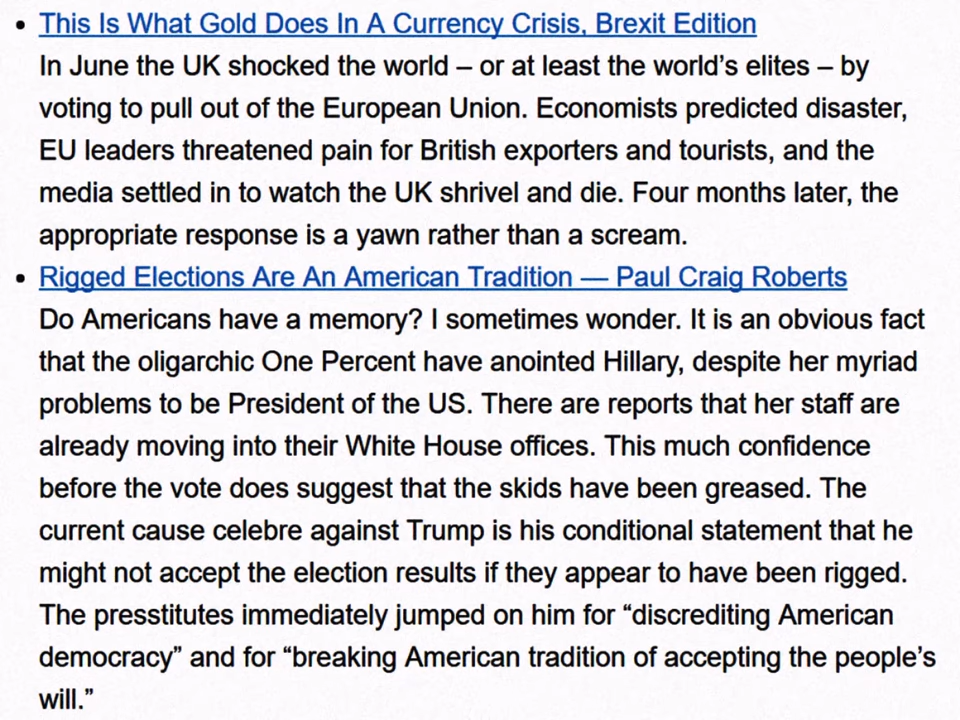 This Is What Gold Does In A Currency Crisis, Brexit Edition
In June the UK shocked the world – or at least the world’s elites – by
voting to pull out of the European Union. Economists predicted disaster,
EU leaders threatened pain for British exporters and tourists, and the
media settled in to watch the UK shrivel and die. Four months later, the
appropriate response is a yawn rather than a scream.
Rigged Elections Are An American Tradition — Paul Craig Roberts
Do Americans have a memory? I sometimes wonder. It is an obvious fact
that the oligarchic One Percent have anointed Hillary, despite her myriad
problems to be President of the US. There are reports that her staff are
already moving into their White House offices. This much confidence
before the vote does suggest that the skids have been greased. The
current cause celebre against Trump is his conditional statement that he
might not accept the election results if they appear to have been rigged.
The presstitutes immediately jumped on him for “discrediting American
democracy” and for “breaking American tradition of accepting the people’s
will.”